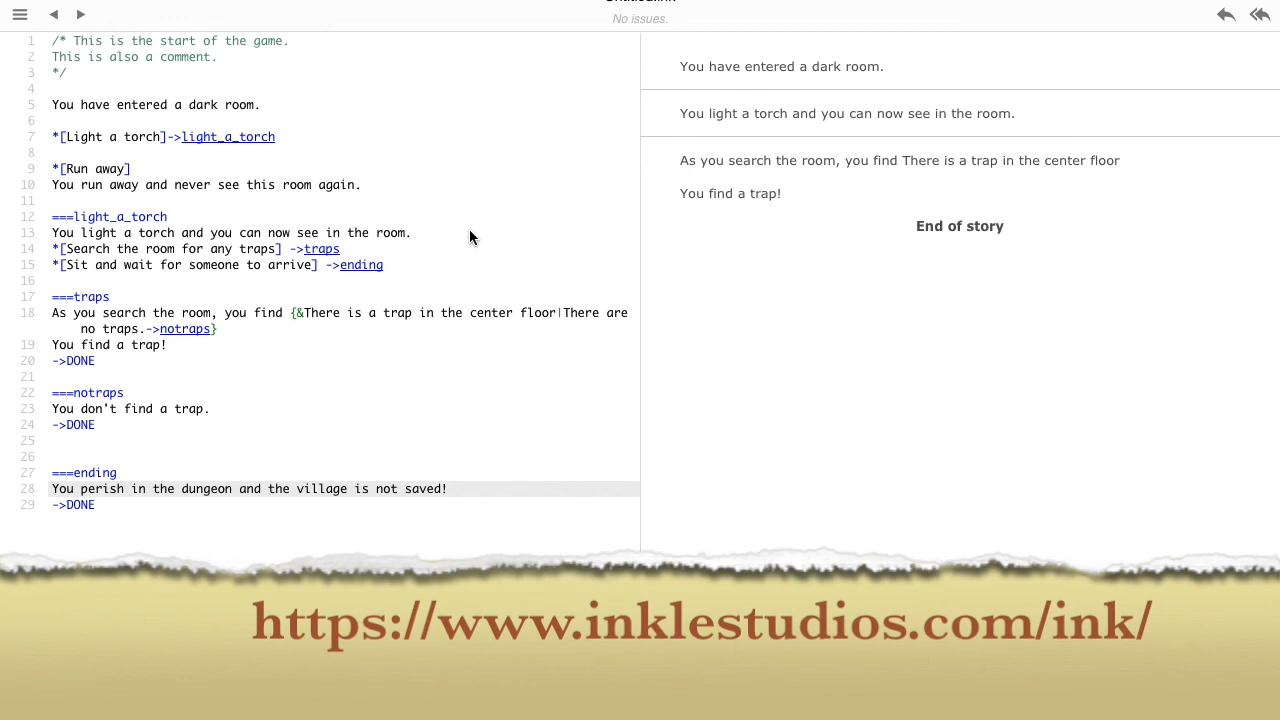 No issues.
1 /* This is the start of the game.
2 This is also a comment.
3 */
4
5 You have entered a dark room.
6
7 *[Light a torch]->light_a_torch
8
9 *[Run away]
10 You run away and never see this room again.
11
12 ===light_a_torch
13 You light a torch and you can now see in the room.
14 *[Search the room for any traps] ->traps
15 *[Sit and wait for someone to arrive] ->ending
16
17 ===traps
18 As you search the room, you find {&There is a trap in the center floor|There are
no traps.->notraps}
19 You find a trap!
20 ->DONE
21
22 ===notraps
23 You don't find a trap.
24 ->DONE
25
26
27 ===ending
28 You perish in the dungeon and the village is not saved!
29 ->DONE
You have entered a dark room.
You light a torch and you can now see in the room.
As you search the room, you find There is a trap in the center floor
You find a trap!
End of story
https://www.inklestudios.com/ink/